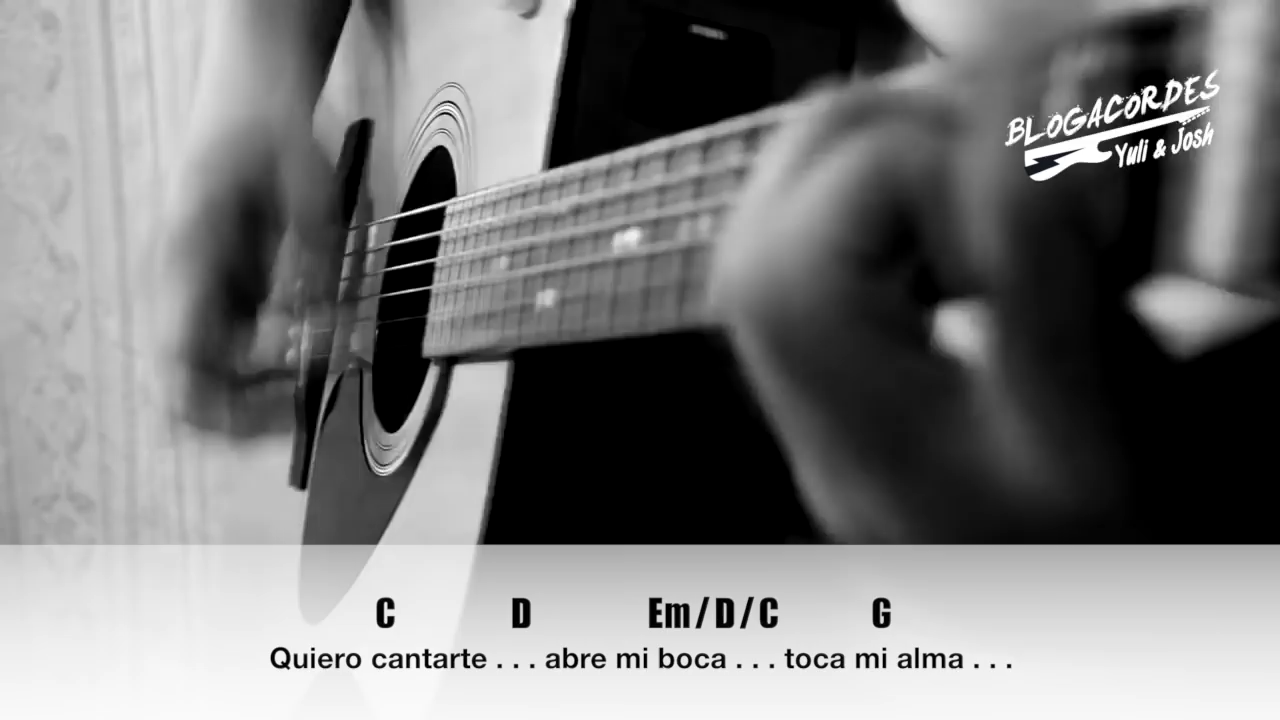 BLOGACORDES
Yuli & Josh
C D Em/D/C G
Quiero cantarte . . . abre mi boca . . . toca mi alma . . .